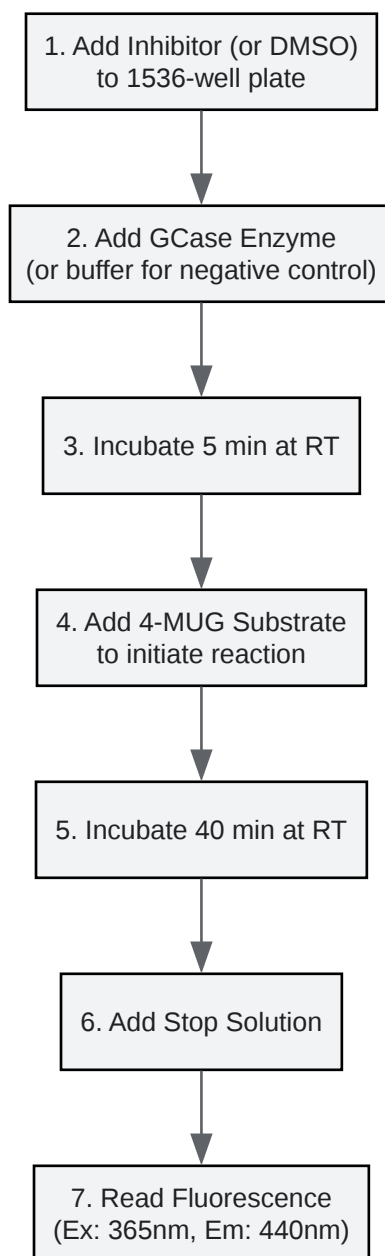 1. Add Inhibitor (or DMSO)
to 1536-well plate
2. Add GCase Enzyme
(or buffer for negative control)
3. Incubate 5 min at RT
4. Add 4-MUG Substrate
to initiate reaction
5. Incubate 40 min at RT
6. Add Stop Solution
7. Read Fluorescence
(Ex: 365nm, Em: 440nm)